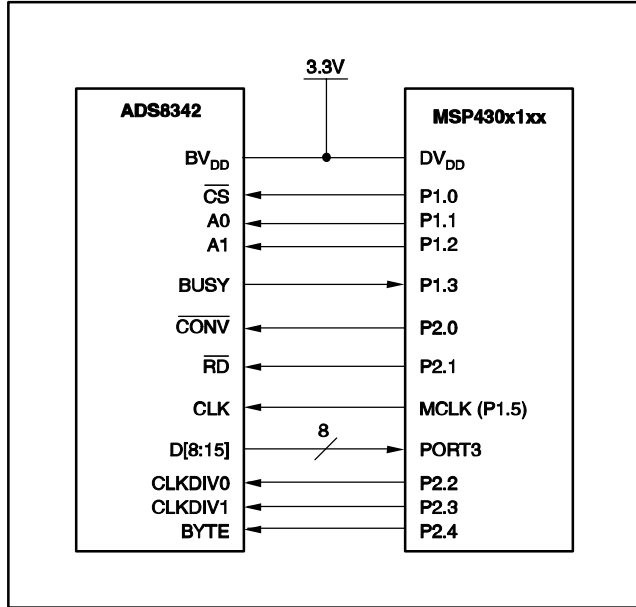 3.3V
ADS8342 MSP430x1xx
BVDD DVDD
CS P1.0
A0 P1.1
A1 P1.2
BUSY P1.3
CONV P2.0
RD P2.1
CLK MCLK (P1.5)
8
D[8:15] PORT3
CLKDIV0 P2.2
CLKDIV1 P2.3
BYTE P2.4